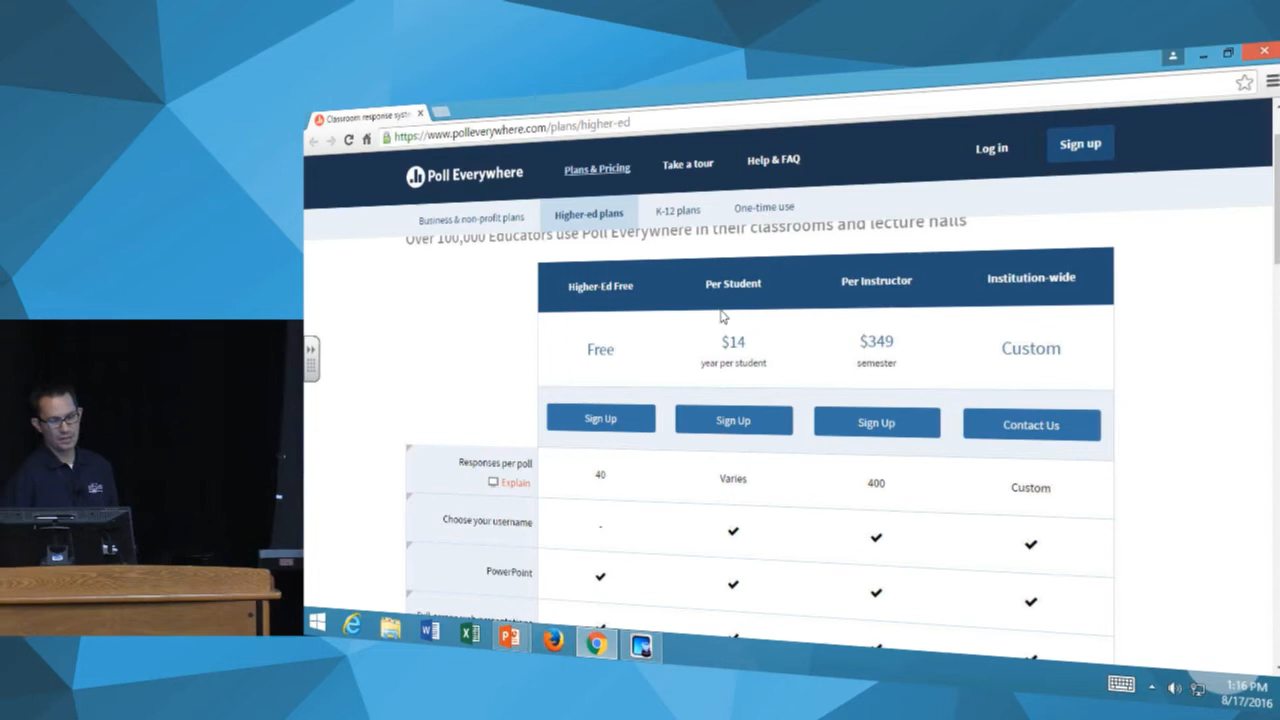 Classroom response syst
https://www.polleverywhere.com/plans/higher-ed
Poll Everywhere
Plans & Pricing
Take a tour
Help & FAQ
Log in
Sign up
Business & non-profit plans
Higher-ed plans
K-12 plans
One-time use
Over 100,000 Educators use Poll Everywhere in their classrooms and lecture halls
Higher-Ed Free
Per Student
Per Instructor
Institution-wide
Free
$14
year per student
$349
semester
Custom
Sign Up
Sign Up
Sign Up
Contact Us
Responses per poll
Explain
40
Varies
400
Custom
Choose your username
-
PowerPoint
1:16 PM
8/17/2016